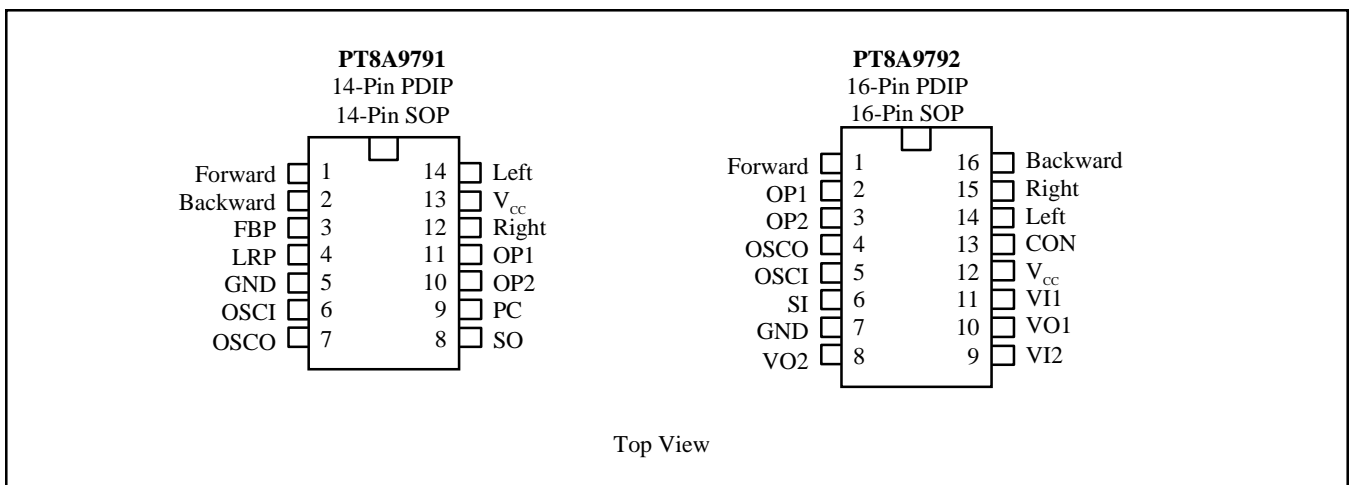 PT8A9791
14-Pin PDIP
14-Pin SOP
Forward 1 14 Left
Backward 2 13 Vcc
FBP 3 12 Right
LRP 4 11 OP1
GND 5 10 OP2
OSCI 6 9 PC
OSCO 7 8 SO
PT8A9792
16-Pin PDIP
16-Pin SOP
Forward 1 16 Backward
OP1 2 15 Right
OP2 3 14 Left
OSCO 4 13 CON
OSCI 5 12 Vcc
SI 6 11 VI1
GND 7 10 VO1
VO2 8 9 VI2
Top View